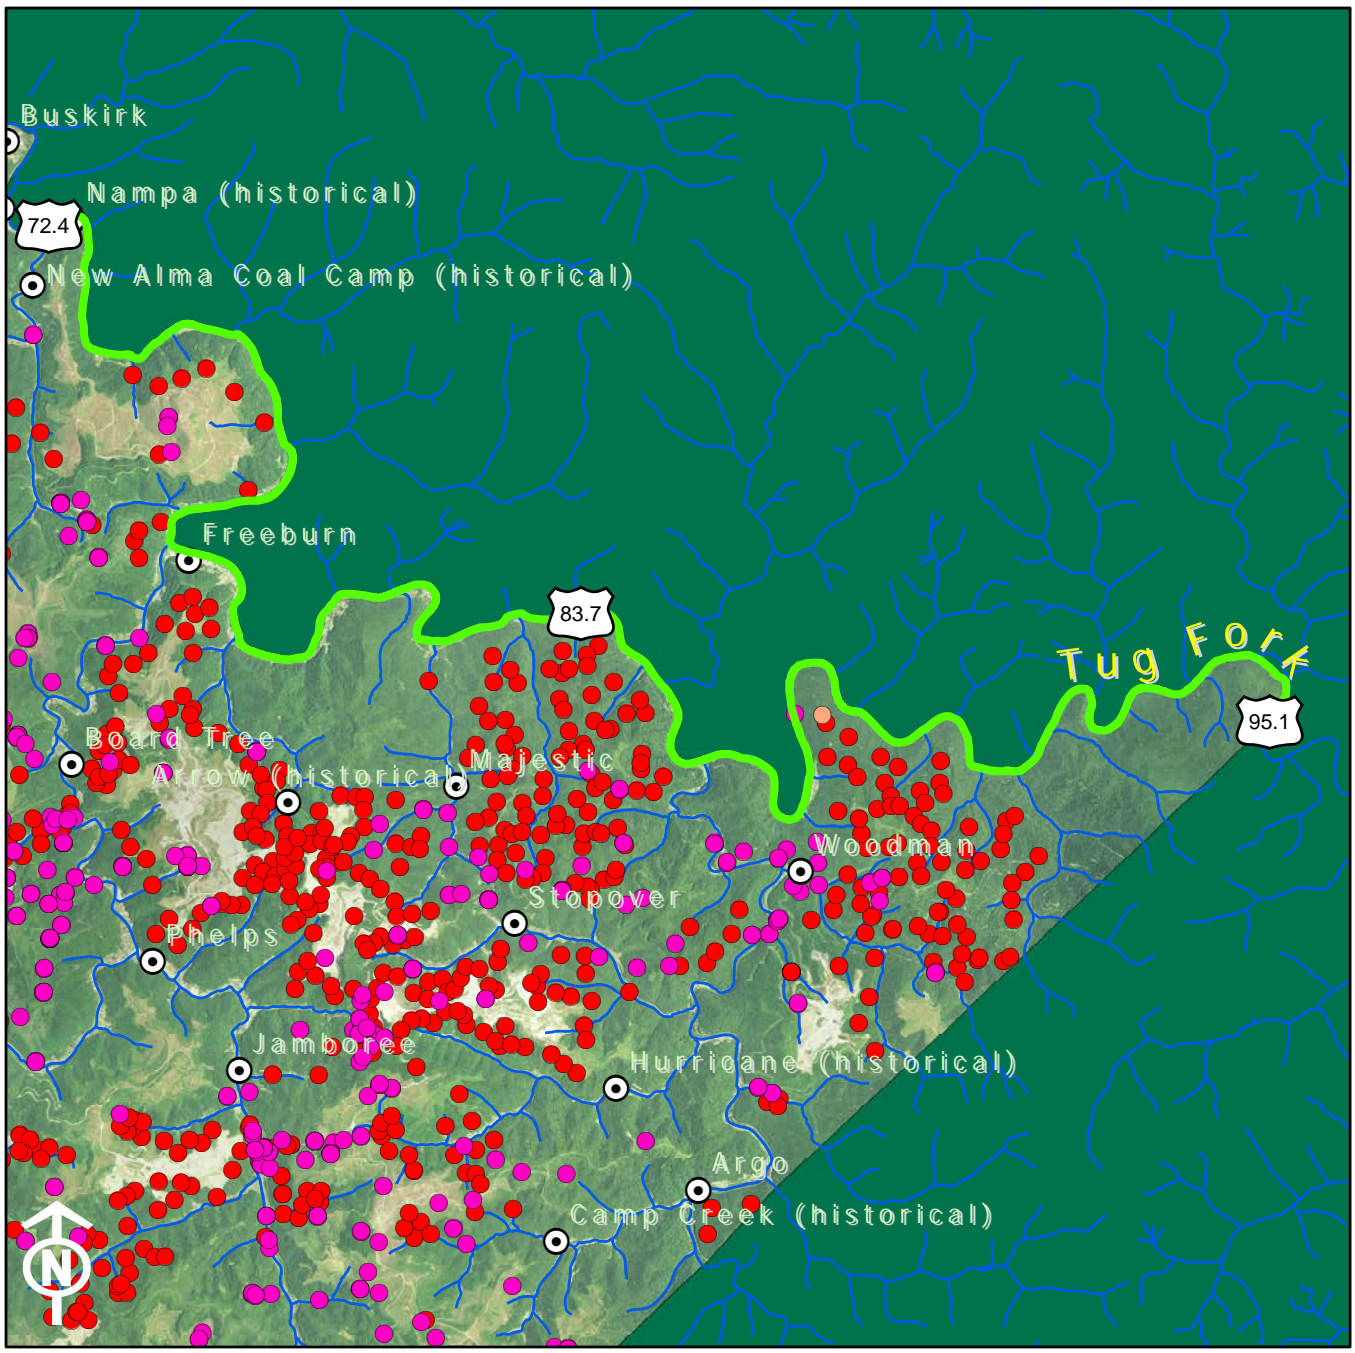 Buskirk
Nampa (historical)
72.4
New Alma Coal Camp (historical)
Freeburn
83.7
Tug Fork
95.1
Board Tree
Arrow (historical)
Majestic
Woodman
Stopover
Phelps
Jamboree
Hurricane (historical)
Argo
Camp Creek (historical)
N